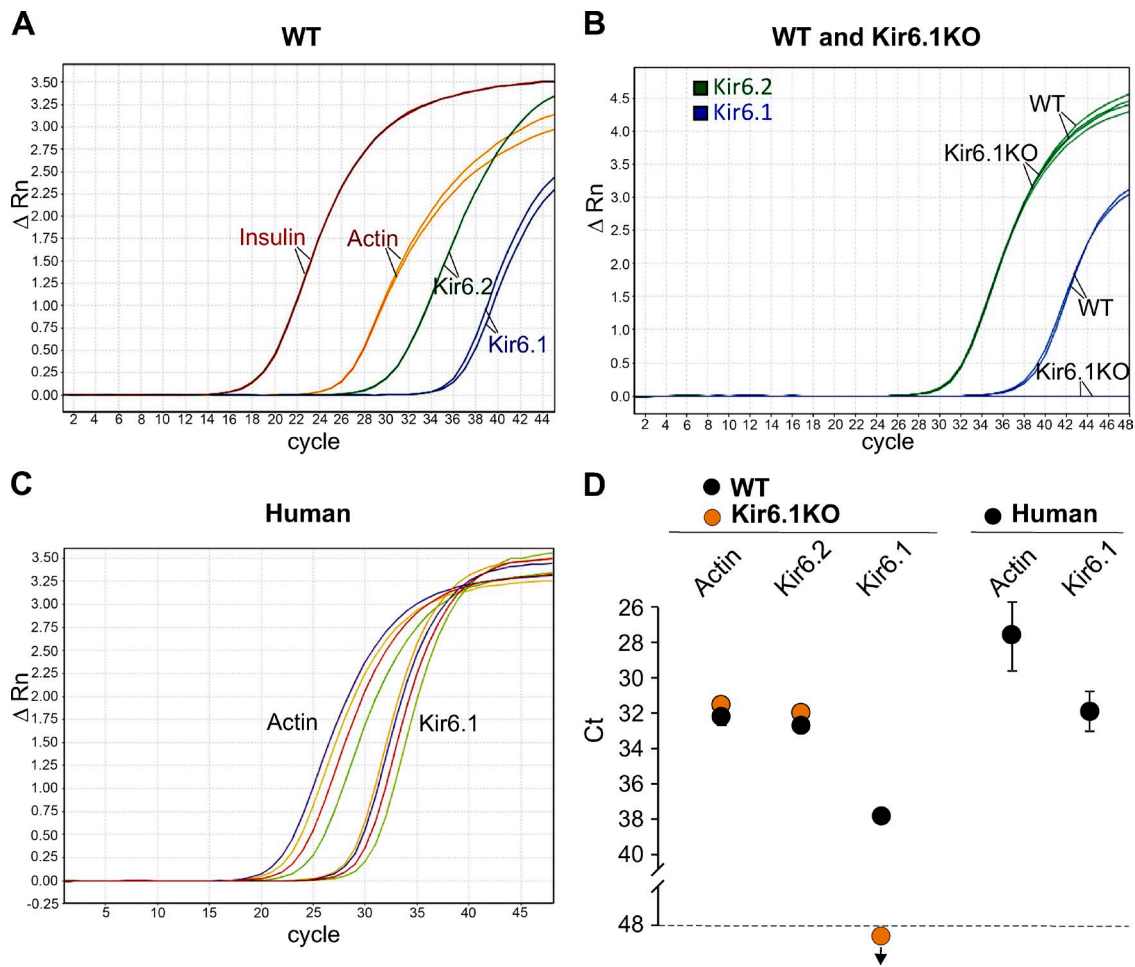 A
WT
3.50
3.25
3.00
2.75
2.50
2.25
2.00
1.75
1.50
1.25
1.00
0.75
0.50
0.25
0.00
Δ Rn
Insulin
Actin
Kir6.2
Kir6.1
2 4 6 8 10 12 14 16 18 20 22 24 26 28 30 32 34 36 38 40 42 44
cycle
B
WT and Kir6.1KO
Kir6.2
Kir6.1
4.5
4.0
3.5
3.0
2.5
2.0
1.5
1.0
0.5
0.0
Δ Rn
WT
Kir6.1KO
WT
Kir6.1KO
2 4 6 8 10 12 14 16 18 20 22 24 26 28 30 32 34 36 38 40 42 44 46 48
cycle
C
Human
3.50
3.25
3.00
2.75
2.50
2.25
2.00
1.75
1.50
1.25
1.00
0.75
0.50
0.25
0.00
-0.25
Δ Rn
Actin
Kir6.1
5 10 15 20 25 30 35 40 45
cycle
D
WT
Kir6.1KO
Human
Actin
Kir6.2
Kir6.1
Actin
Kir6.1
26
28
30
32
34
36
38
40
48
Ct